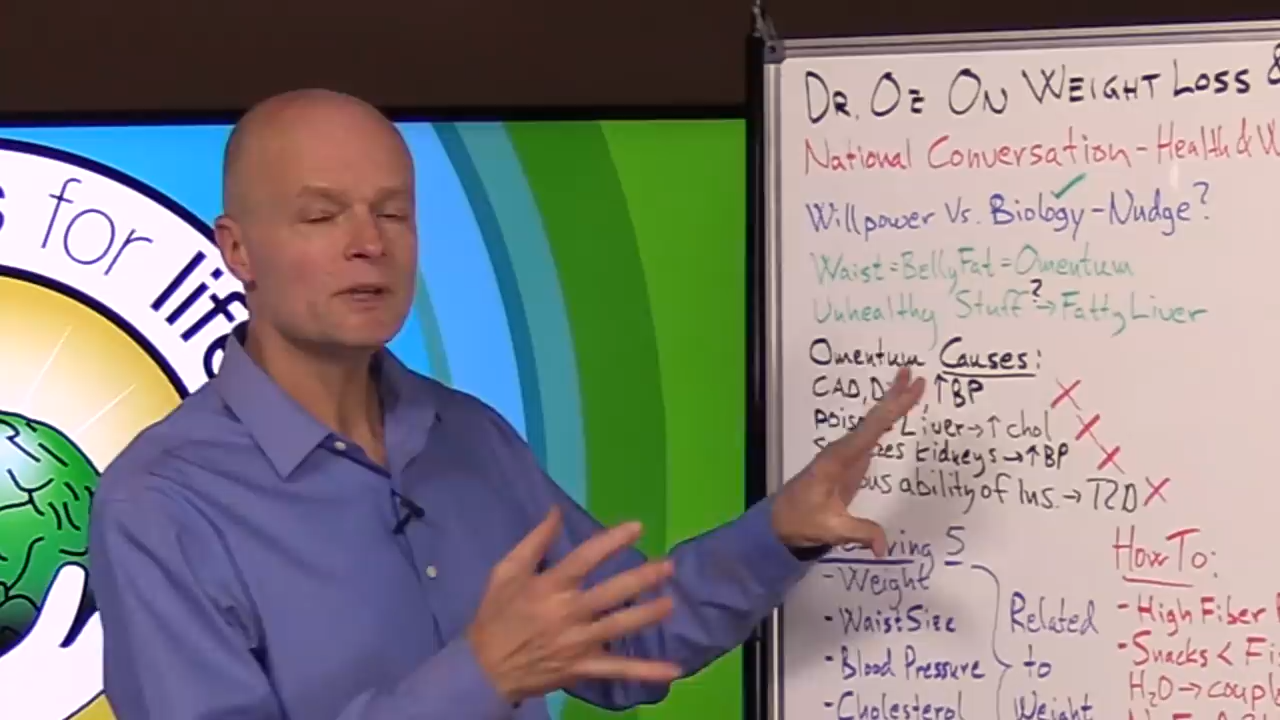 for life
DR. OZ ON WEIGHT LOSS &
National Conversation - Health & W
Willpower Vs. Biology - Nudge?
✓
Waist = Belly Fat = Omentum
Unhealthy Stuff? → Fatty Liver
Omentum Causes:
CAD, D ↑BP X
Liver → ↑ chol X
kidneys → ↑BP X
ability of Ins. → T2D X
5
How To:
- Weight
- Waist Size
- Blood Pressure
- Cholesterol
Related
to
Weight
- High Fiber
- Snacks <
H2O →